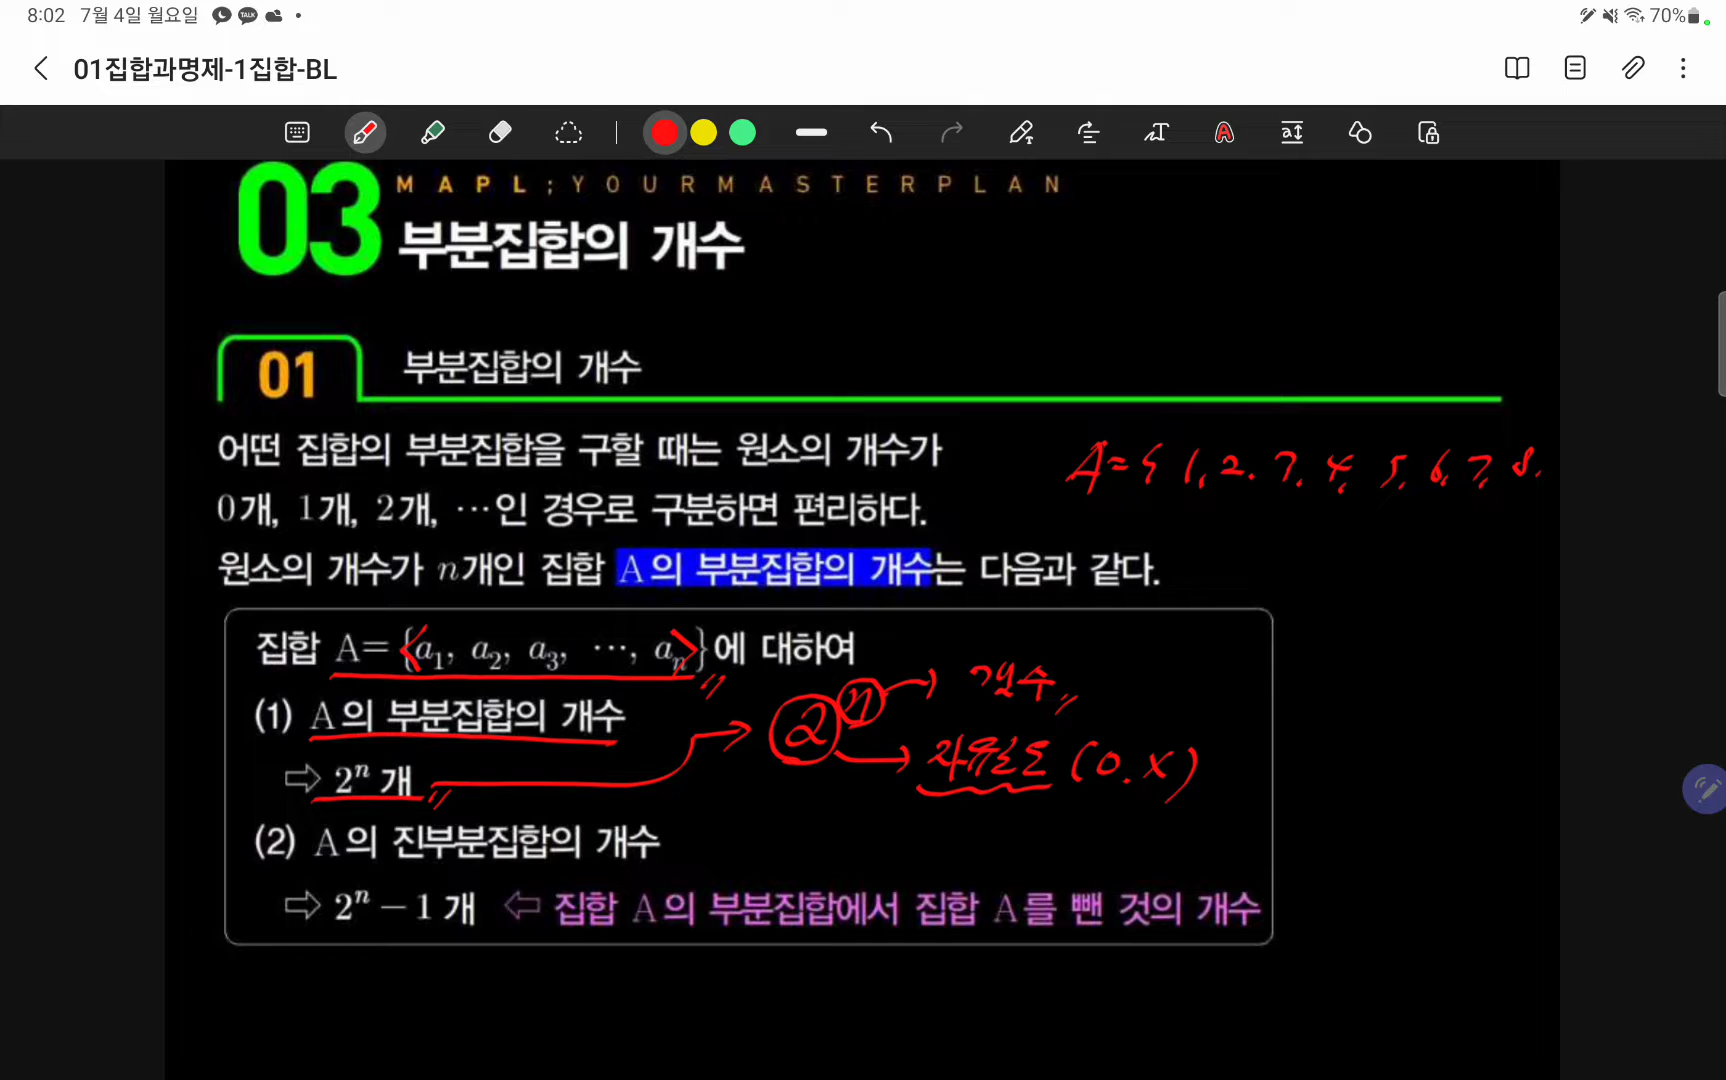 8:02 7월 4일 월요일 TALK 70%
01집합과명제-1집합-BL
03 MAPL;YOURMASTERPLAN
부분집합의 개수
01 부분집합의 개수
어떤 집합의 부분집합을 구할 때는 원소의 개수가
A={ 1, 2, 3, 4, 5, 6, 7, 8,
0개, 1개, 2개, ⋯인 경우로 구분하면 편리하다.
원소의 개수가 n개인 집합 A의 부분집합의 개수는 다음과 같다.
집합 A={a₁, a₂, a₃, ⋯, aₙ}에 대하여
(1) A의 부분집합의 개수
2ⁿ → 개수
→ 자유도 (O, X)
⇨ 2ⁿ개
(2) A의 진부분집합의 개수
⇨ 2ⁿ−1개 ⇦ 집합 A의 부분집합에서 집합 A를 뺀 것의 개수